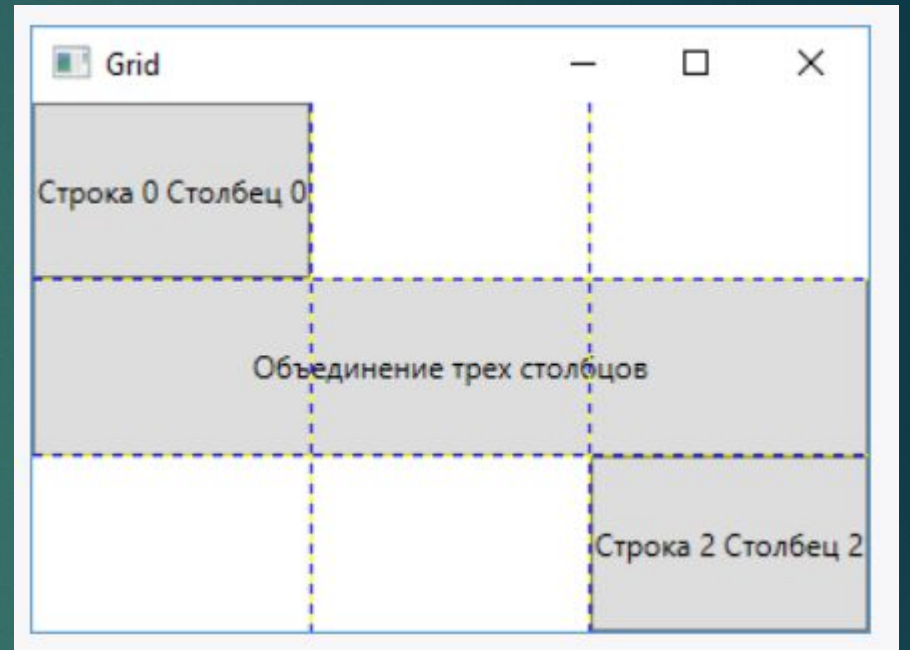 Grid
Строка 0 Столбец 0
Объединение трех столбцов
Строка 2 Столбец 2